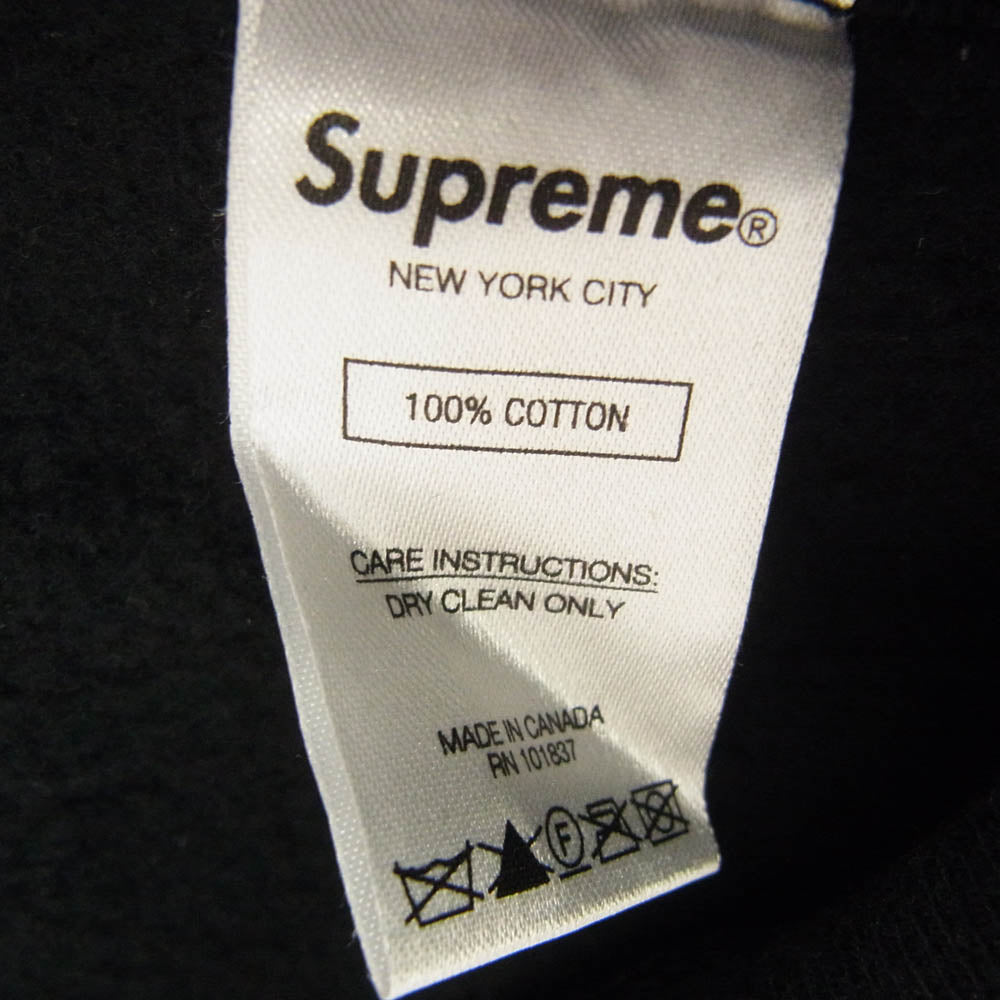 Supreme®
NEW YORK CITY
100% COTTON
CARE INSTRUCTIONS:
DRY CLEAN ONLY
MADE IN CANADA
RN 101837
F